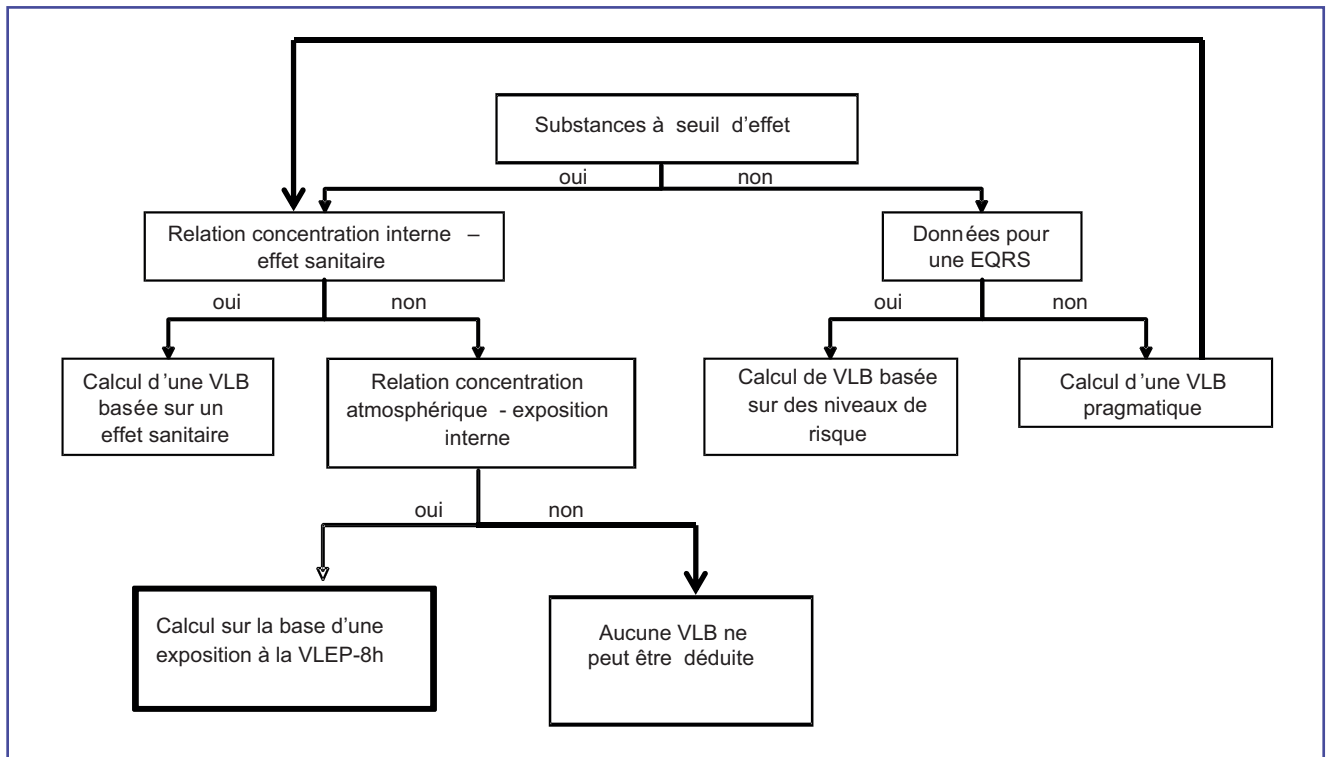 Substances à seuil d'effet
oui
non
Relation concentration interne –
effet sanitaire
Données pour
une EQRS
oui
non
oui
non
Calcul d'une VLB
basée sur un
effet sanitaire
Relation concentration
atmosphérique - exposition
interne
Calcul de VLB basée
sur des niveaux de
risque
Calcul d'une VLB
pragmatique
oui
non
Calcul sur la base d'une
exposition à la VLEP-8h
Aucune VLB ne
peut être déduite